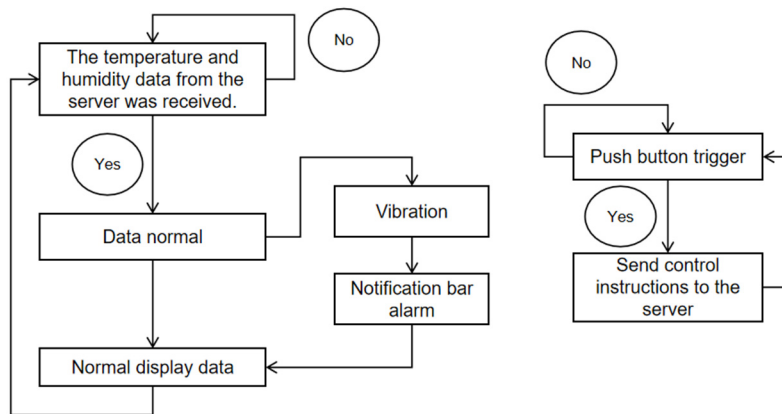 No
The temperature and
humidity data from the
server was received.
Yes
Data normal
Vibration
Notification bar
alarm
Normal display data
No
Push button trigger
Yes
Send control
instructions to the
server